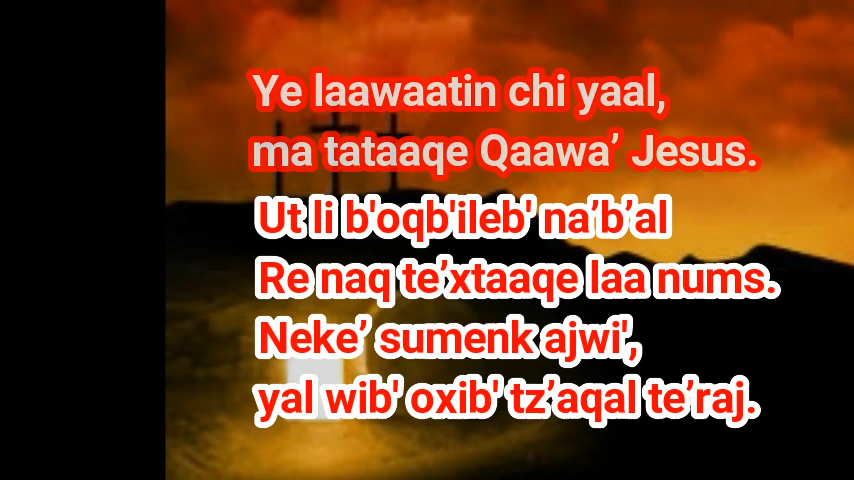 Ye laawaatin chi yaal,
ma tataaqe Qaawa’ Jesus.
Ut li b'oqb'ileb' na’b’al
Re naq te’xtaaqe laa nums.
Neke’ sumenk ajwi',
yal wib' oxib' tz’aqal te’raj.